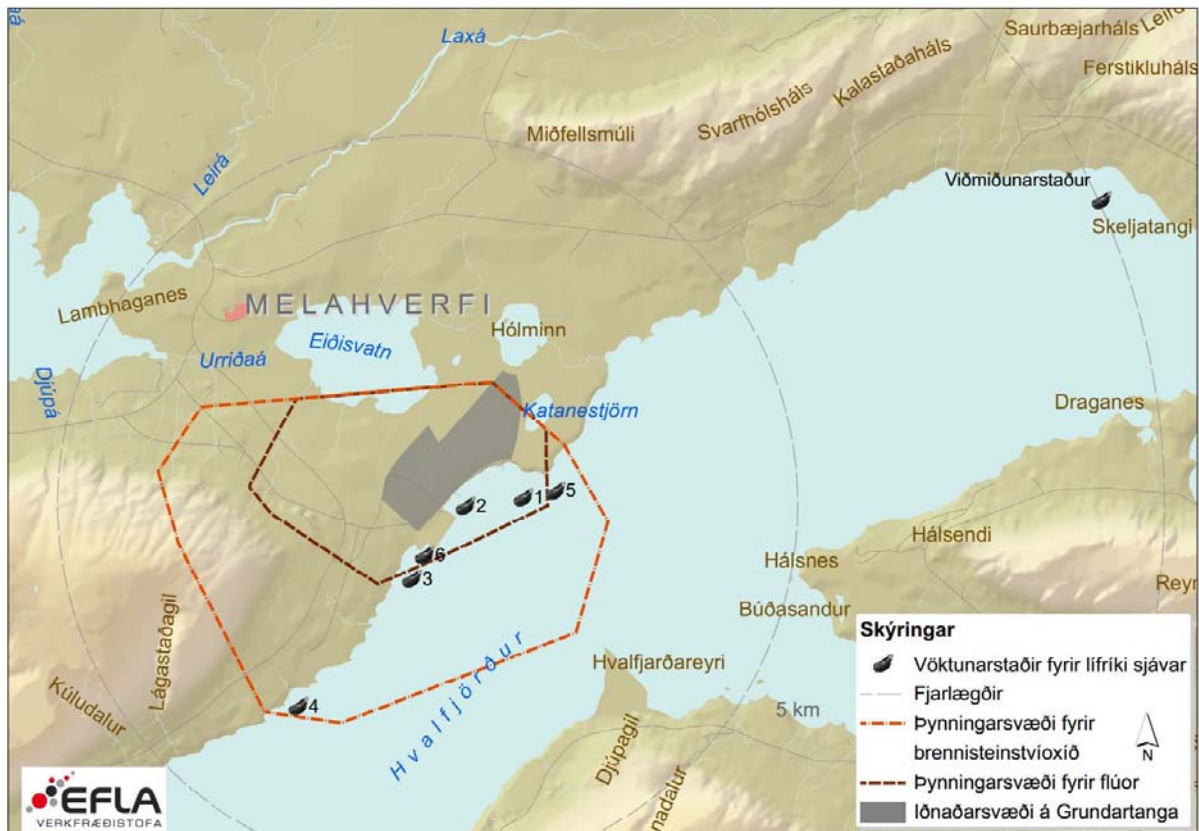 Laxá
Saurbæjarháls
Leirá
Kalastaðaháls
Ferstikluháls
Svarfhólsháls
Miðfellsmúli
Leirá
Viðmiðunarstaður
Skeljatangi
Lambhaganes
MELAHVERFI
Hólminn
Eiðisvatn
Urriðaá
Djúpá
Katanestjörn
Draganes
1
5
2
6
3
4
Hálsendi
Hálsnes
Búðasandur
Hvalfjörður
Hvalfjarðareyri
Lágastaðagil
Kúludalur
Djúpagil
5 km
Skýringar
Vöktunarstaðir fyrir lífríki sjávar
Fjarlægðir
Þynningarsvæði fyrir
brennisteinstvíoxíð
N
Þynningarsvæði fyrir flúor
Iðnaðarsvæði á Grundartanga
EFLA
VERKFRÆÐISTOFA